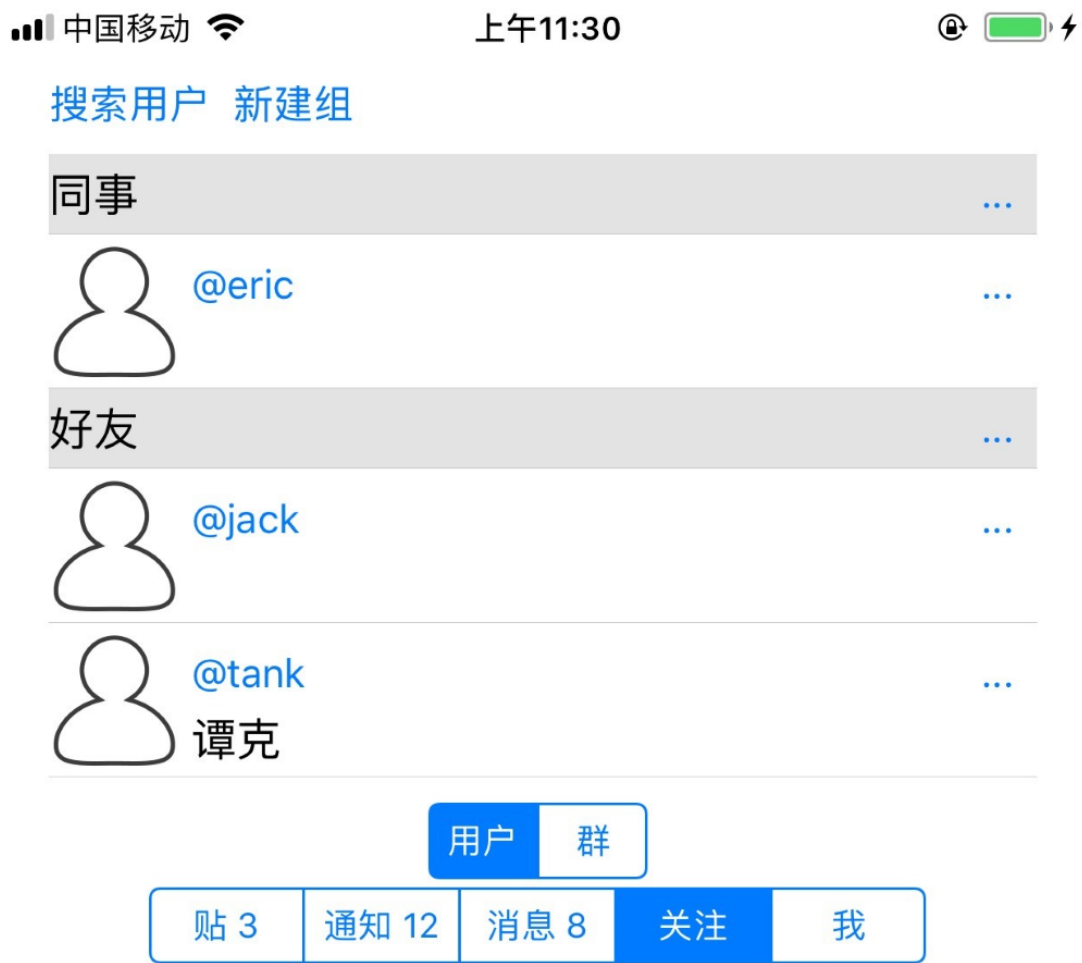 中国移动 上午11:30
搜索用户 新建组
同事 ...
@eric ...
好友 ...
@jack ...
@tank ...
谭克
用户 群
贴 3 通知 12 消息 8 关注 我